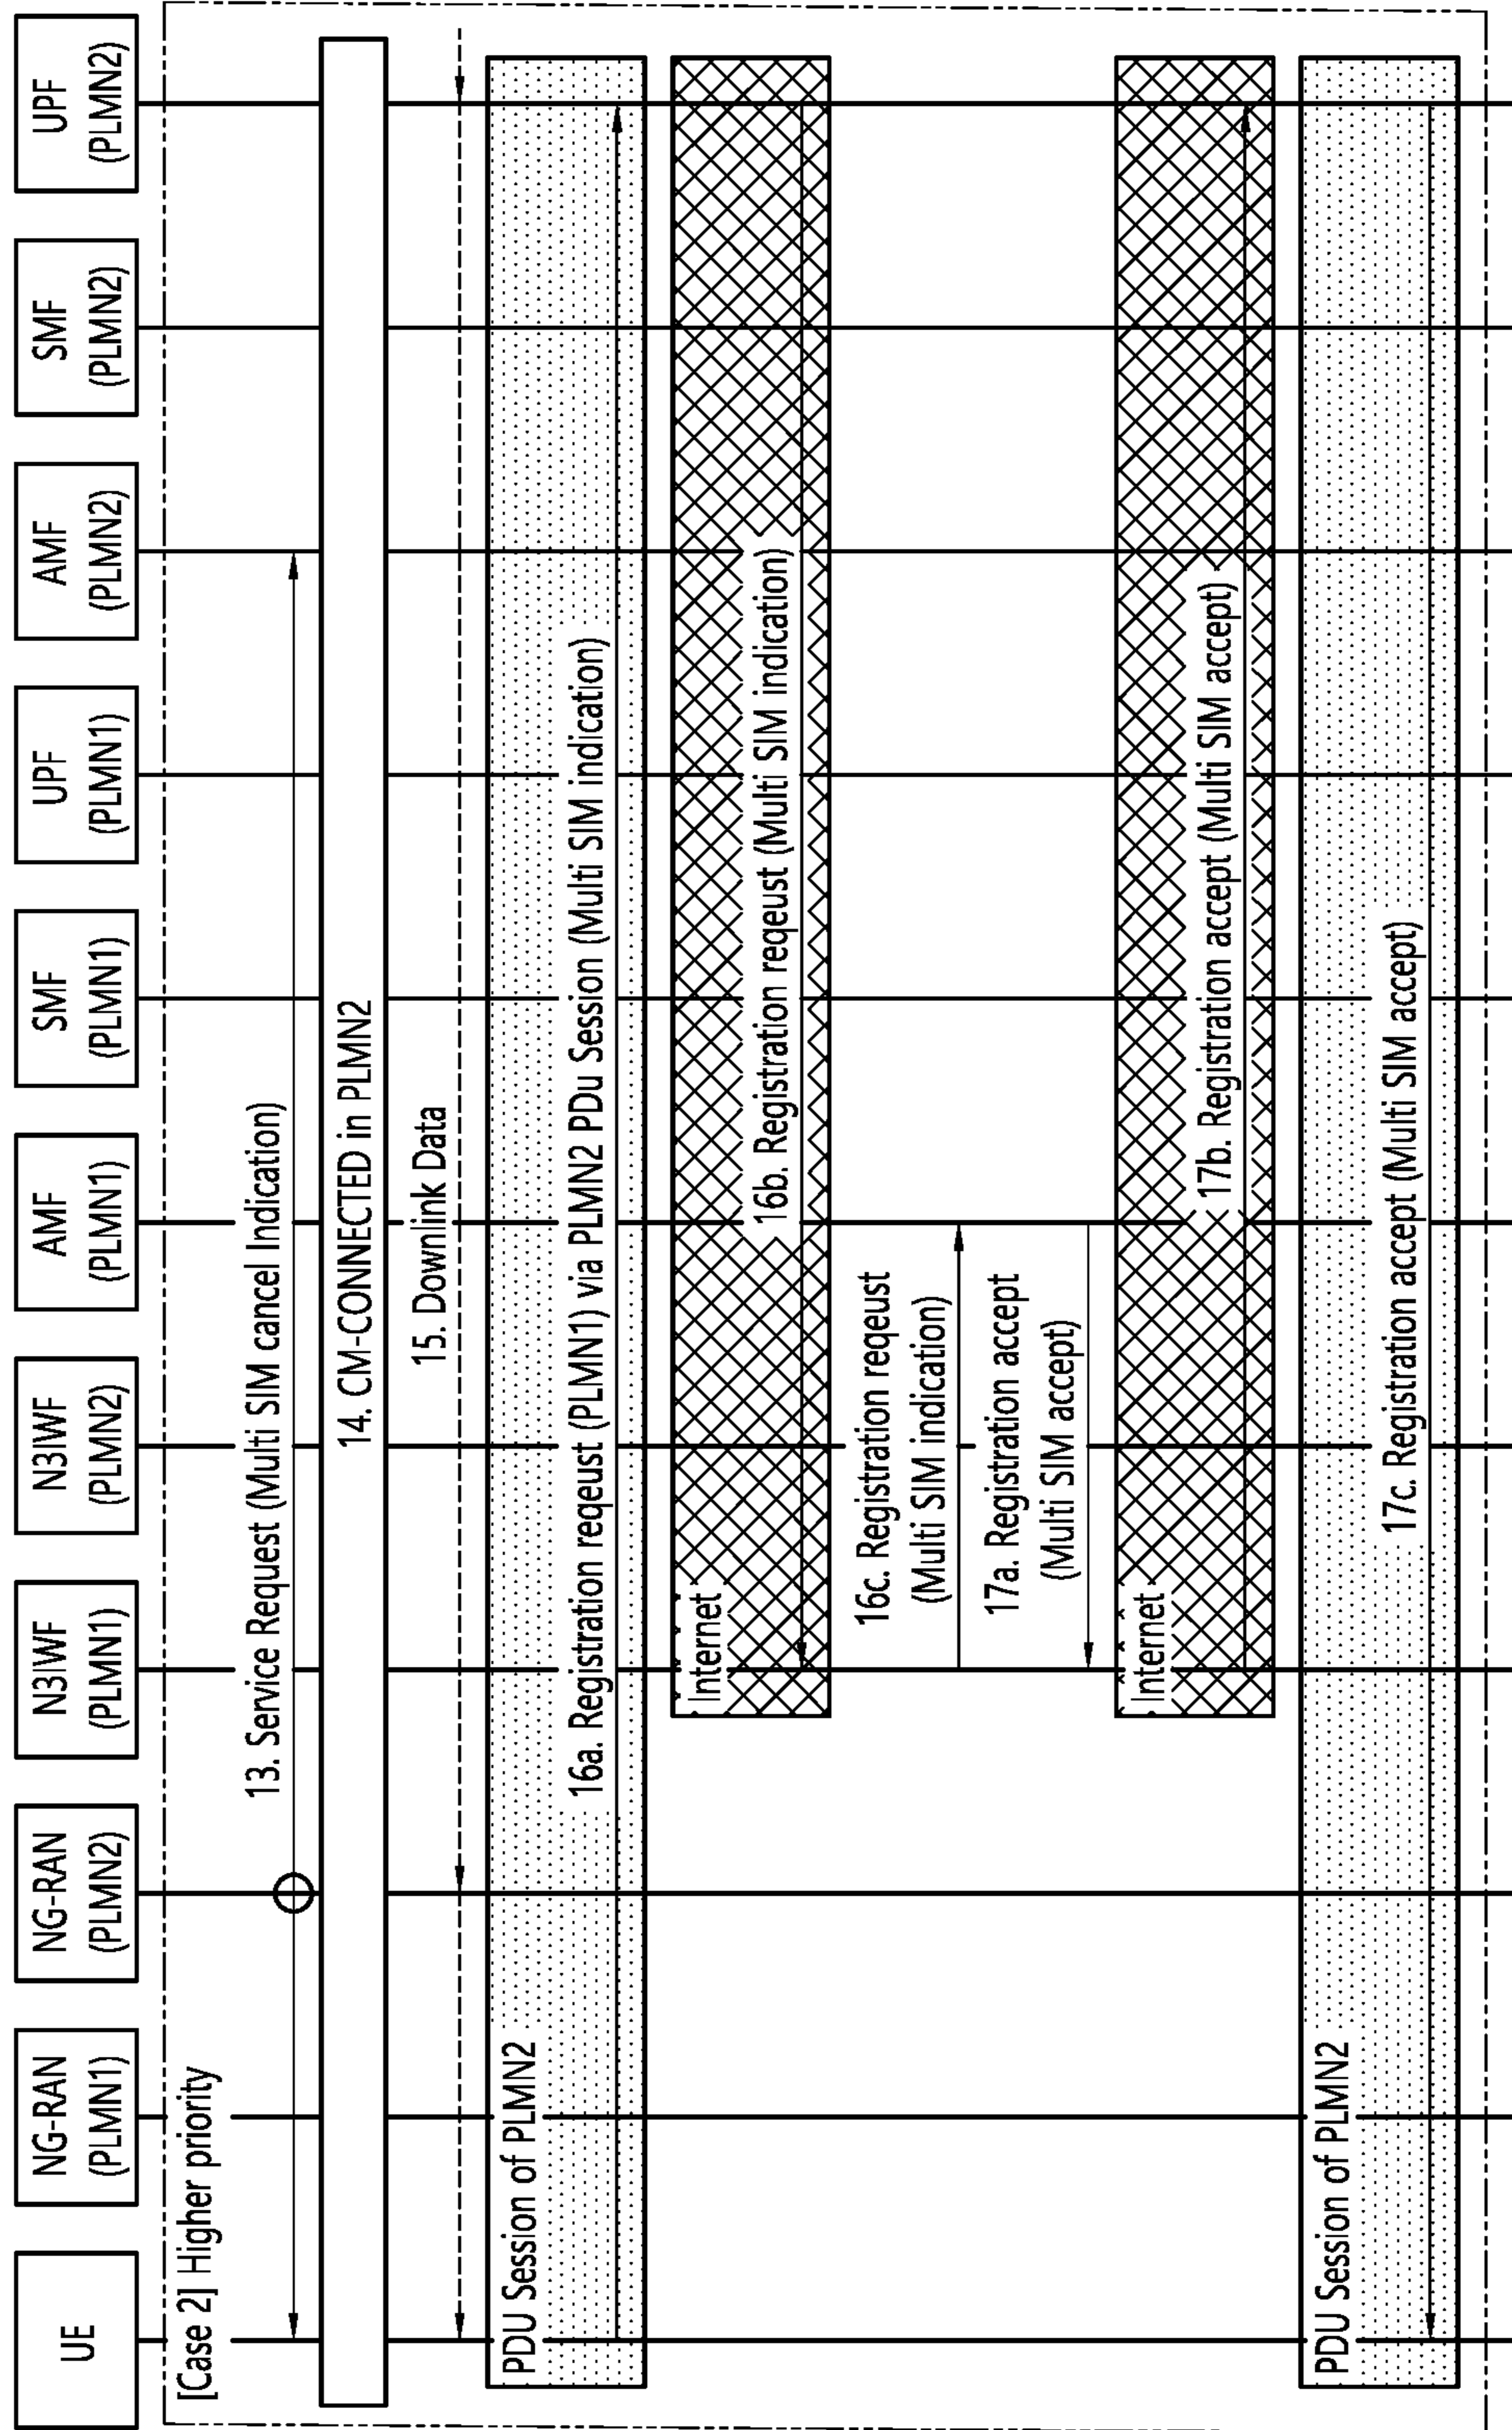 UE
NG-RAN
(PLMN1)
NG-RAN
(PLMN2)
N3IWF
(PLMN1)
N3IWF
(PLMN2)
AMF
(PLMN1)
SMF
(PLMN1)
UPF
(PLMN1)
AMF
(PLMN2)
SMF
(PLMN2)
UPF
(PLMN2)
[Case 2] Higher priority
13. Service Request (Multi SIM cancel Indication)
14. CM-CONNECTED in PLMN2
15. Downlink Data
PDU Session of PLMN2
16a. Registration reqeust (PLMN1) via PLMN2 PDu Session (Multi SIM indication)
Internet
16b. Registration reqeust (Multi SIM indication)
16c. Registration reqeust
(Multi SIM indication)
17a. Registration accept
(Multi SIM accept)
Internet
17b. Registration accept (Multi SIM accept)
PDU Session of PLMN2
17c. Registration accept (Multi SIM accept)